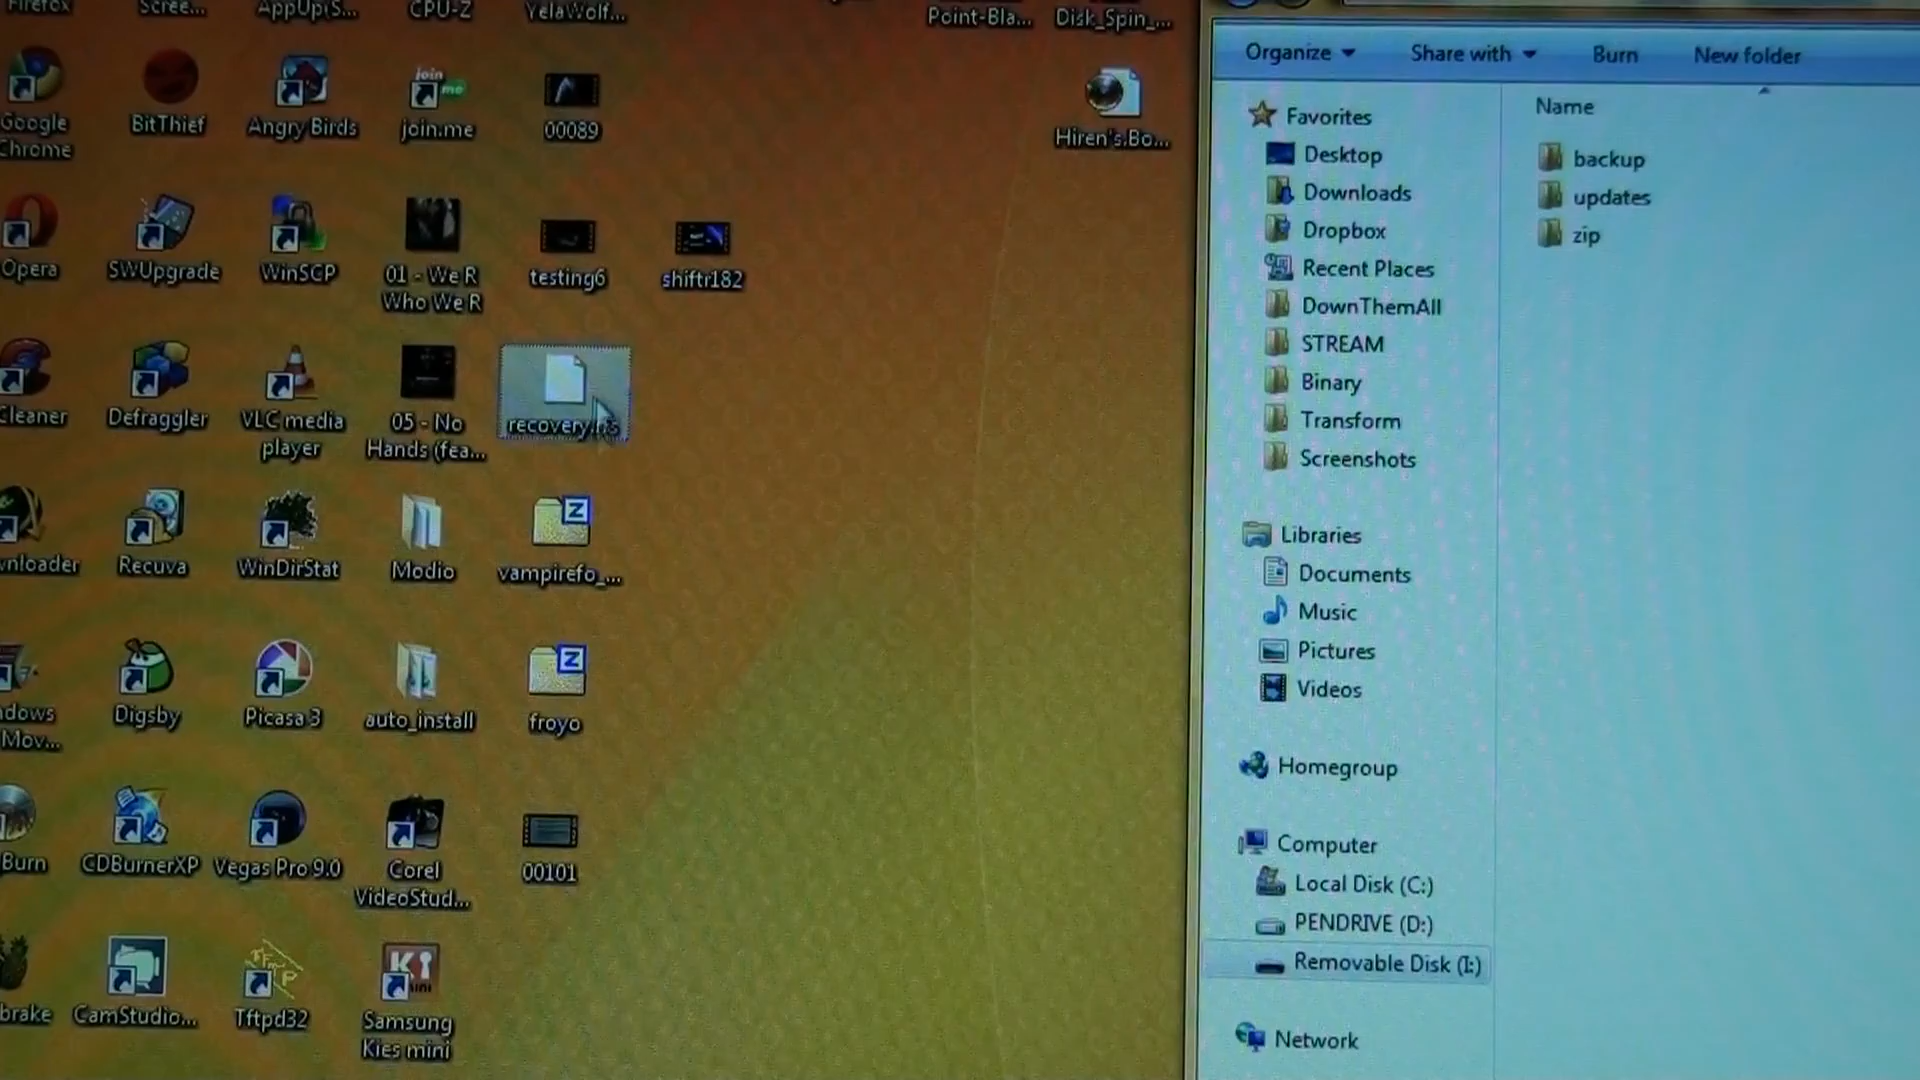 Firefox
Scree...
AppUp(S...
CPU-Z
YelaWolf...
Point-Bla...
Disk_Spin_...
Google
Chrome
BitThief
Angry Birds
join
me
join.me
00089
Hiren's.Bo...
Opera
SWUpgrade
WinSCP
01 - We R
Who We R
testing6
shiftr182
Cleaner
Defraggler
VLC media
player
05 - No
Hands (fea...
wnloader
Recuva
WinDirStat
Modio
Z
vampirefo_...
dows
Mov...
Digsby
Picasa 3
auto_install
Z
froyo
Burn
CDBurnerXP
Vegas Pro 9.0
Corel
VideoStud...
00101
brake
CamStudio...
Tftpd32
Samsung
Kies mini
Organize
Share with
Burn
New folder
Favorites
Desktop
Downloads
Dropbox
Recent Places
DownThemAll
STREAM
Binary
Transform
Screenshots
Libraries
Documents
Music
Pictures
Videos
Homegroup
Computer
Local Disk (C:)
PENDRIVE (D:)
Removable Disk (I:)
Network
Name
backup
updates
zip